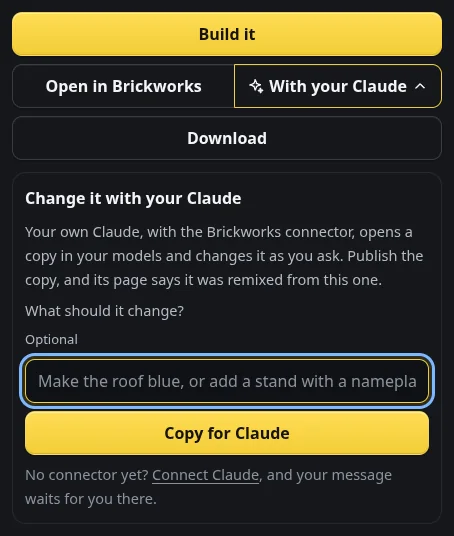 Build it
Open in Brickworks
With your Claude
Download
Change it with your Claude
Your own Claude, with the Brickworks connector, opens a
copy in your models and changes it as you ask. Publish the
copy, and its page says it was remixed from this one.
What should it change?
Optional
Make the roof blue, or add a stand with a namepla
Copy for Claude
No connector yet? Connect Claude, and your message
waits for you there.